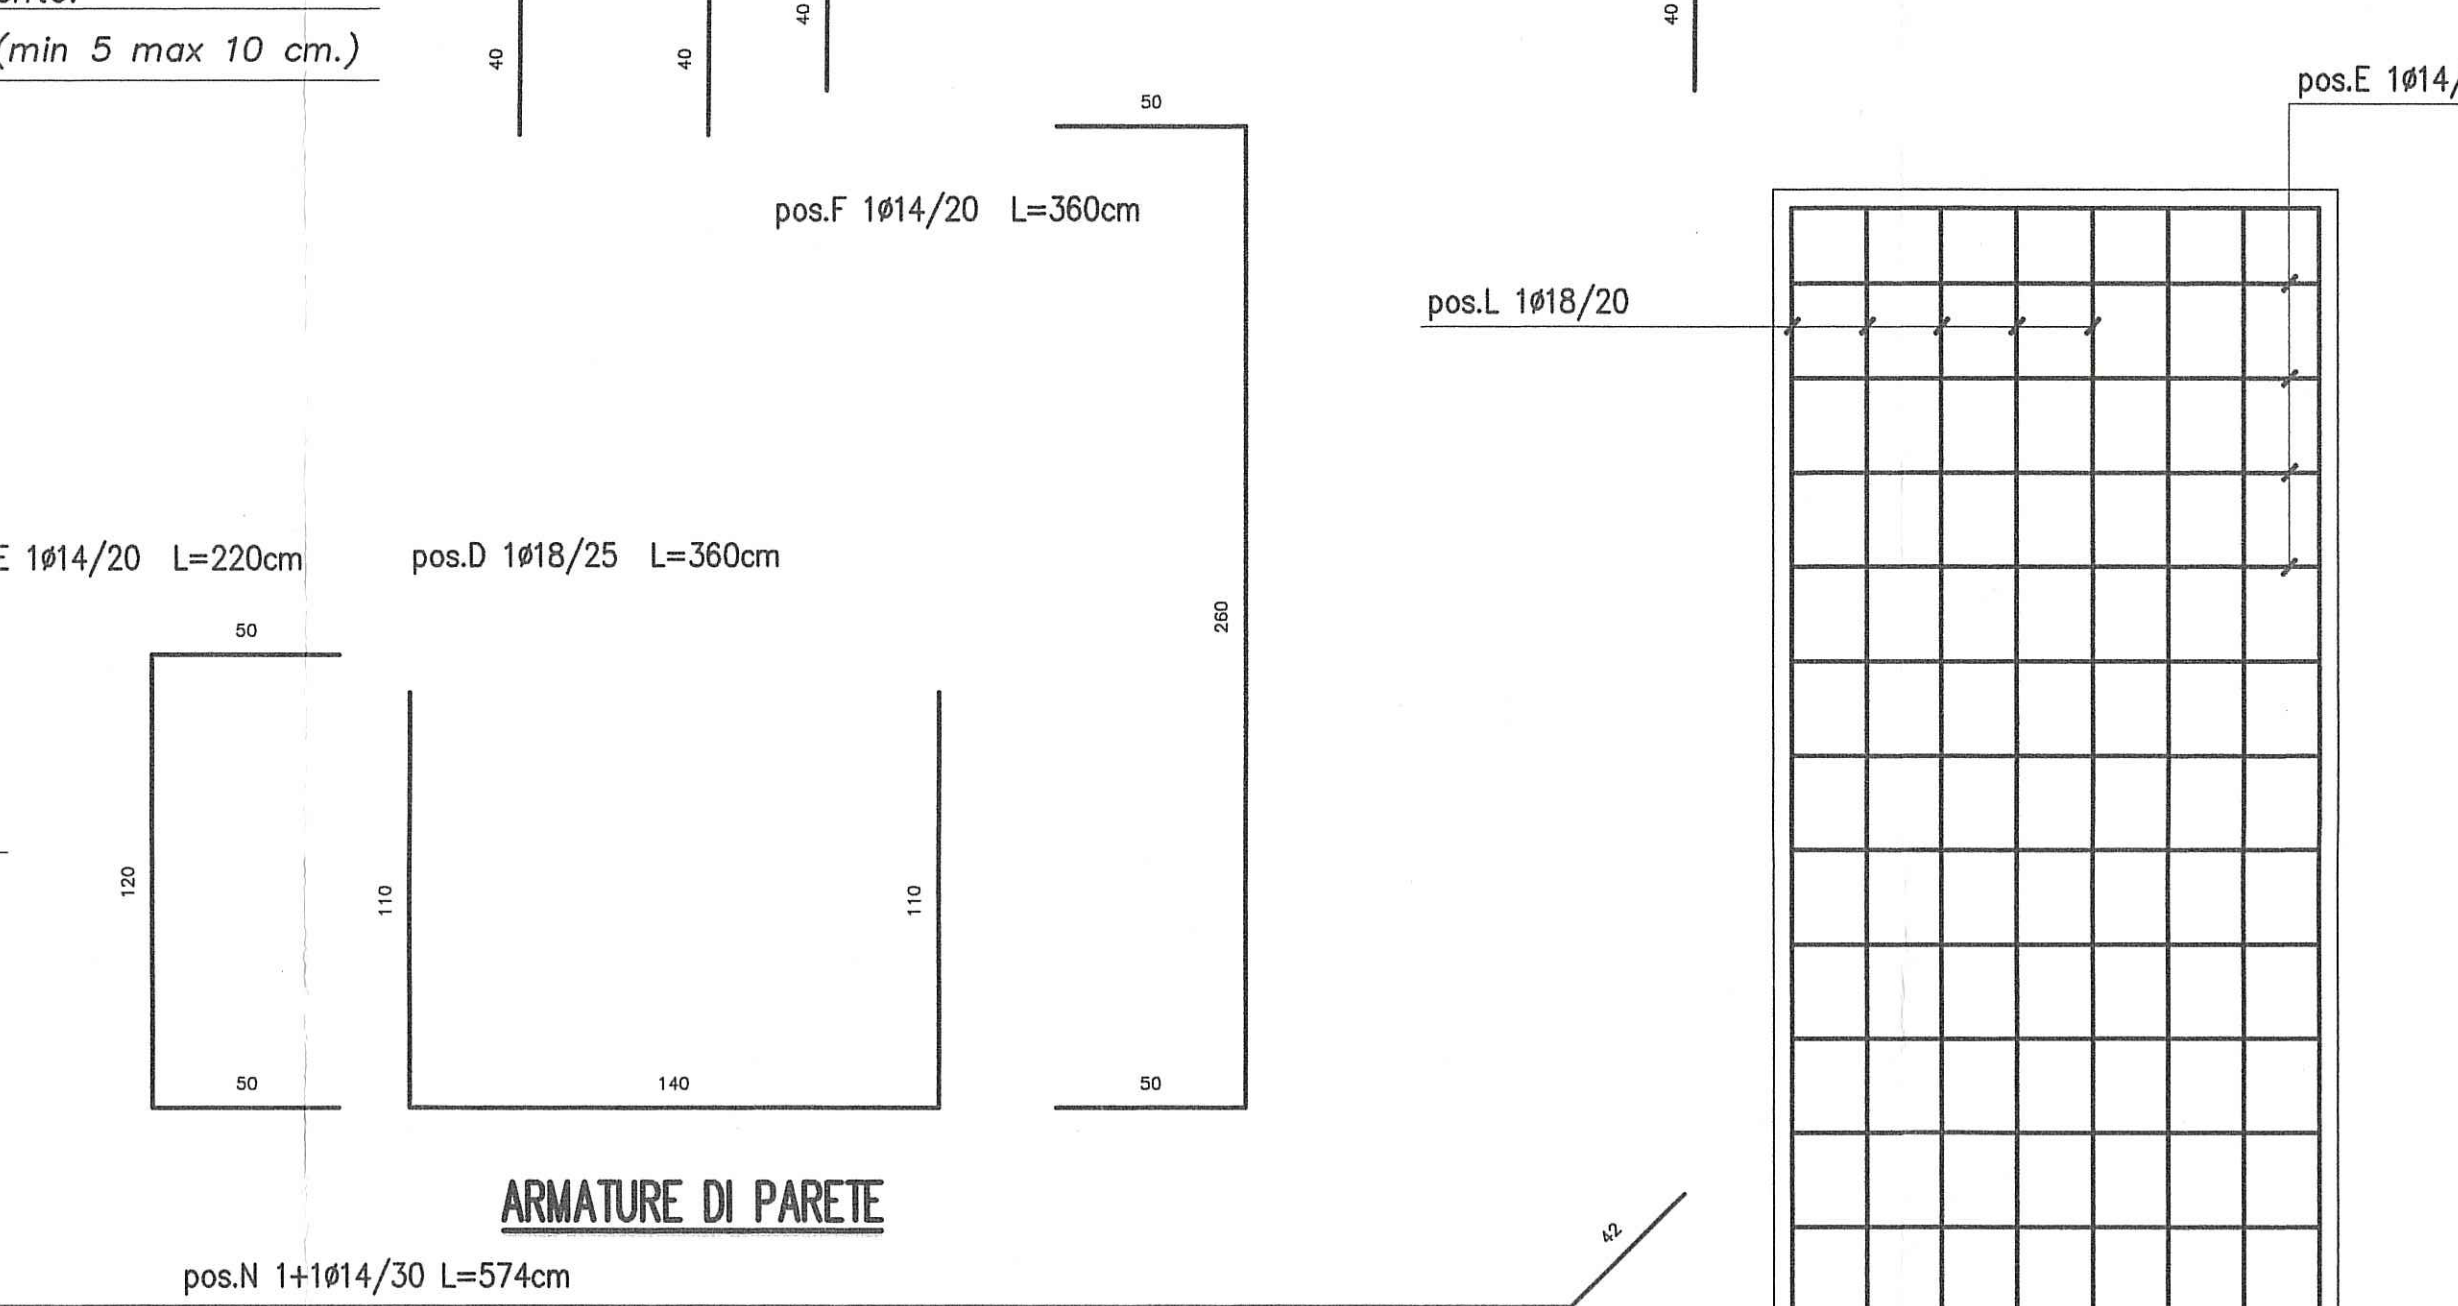 (min 5 max 10 cm.)
40
40
40
40
50
pos.E 1ø14/
pos.F 1ø14/20 L=360cm
pos.L 1ø18/20
E 1ø14/20 L=220cm
pos.D 1ø18/25 L=360cm
260
50
120
110
110
50
140
50
ARMATURE DI PARETE
42
pos.N 1+1ø14/30 L=574cm